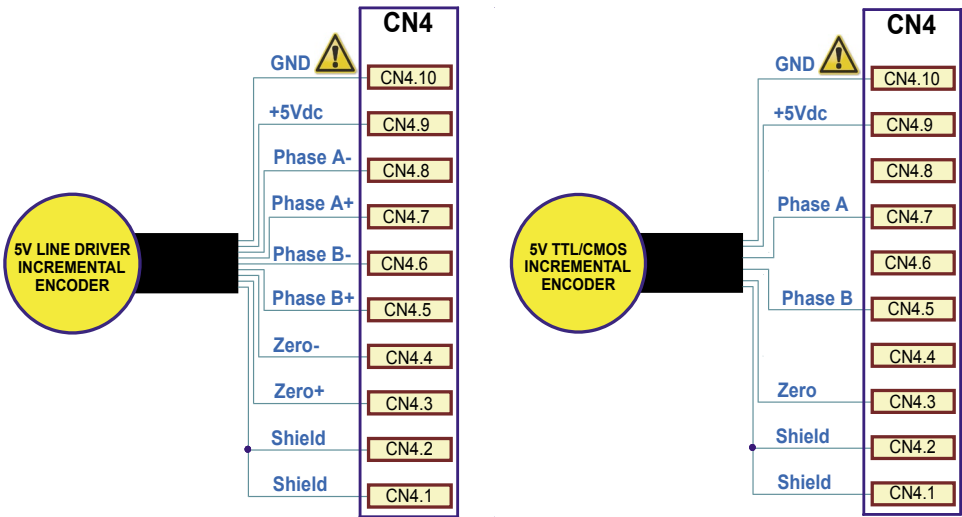 CN4
GND
CN4.10
+5Vdc
CN4.9
Phase A-
CN4.8
Phase A+
CN4.7
Phase B-
CN4.6
Phase B+
CN4.5
Zero-
CN4.4
Zero+
CN4.3
Shield
CN4.2
Shield
CN4.1
5V LINE DRIVER
INCREMENTAL
ENCODER
CN4
GND
CN4.10
+5Vdc
CN4.9
CN4.8
Phase A
CN4.7
CN4.6
Phase B
CN4.5
CN4.4
Zero
CN4.3
Shield
CN4.2
Shield
CN4.1
5V TTL/CMOS
INCREMENTAL
ENCODER